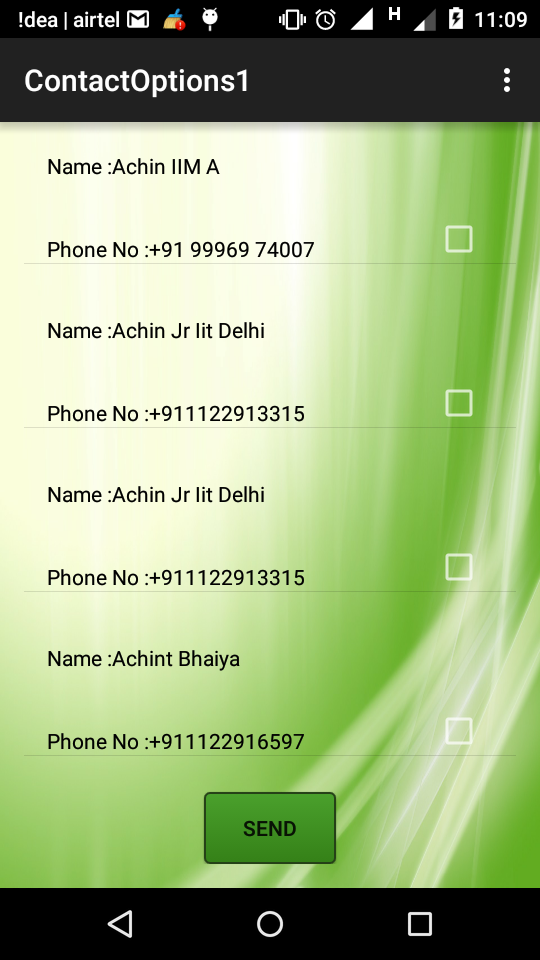 !dea | airtel H 11:09
ContactOptions1
Name :Achin IIM A
Phone No :+91 99969 74007
Name :Achin Jr Iit Delhi
Phone No :+911122913315
Name :Achin Jr Iit Delhi
Phone No :+911122913315
Name :Achint Bhaiya
Phone No :+911122916597
SEND